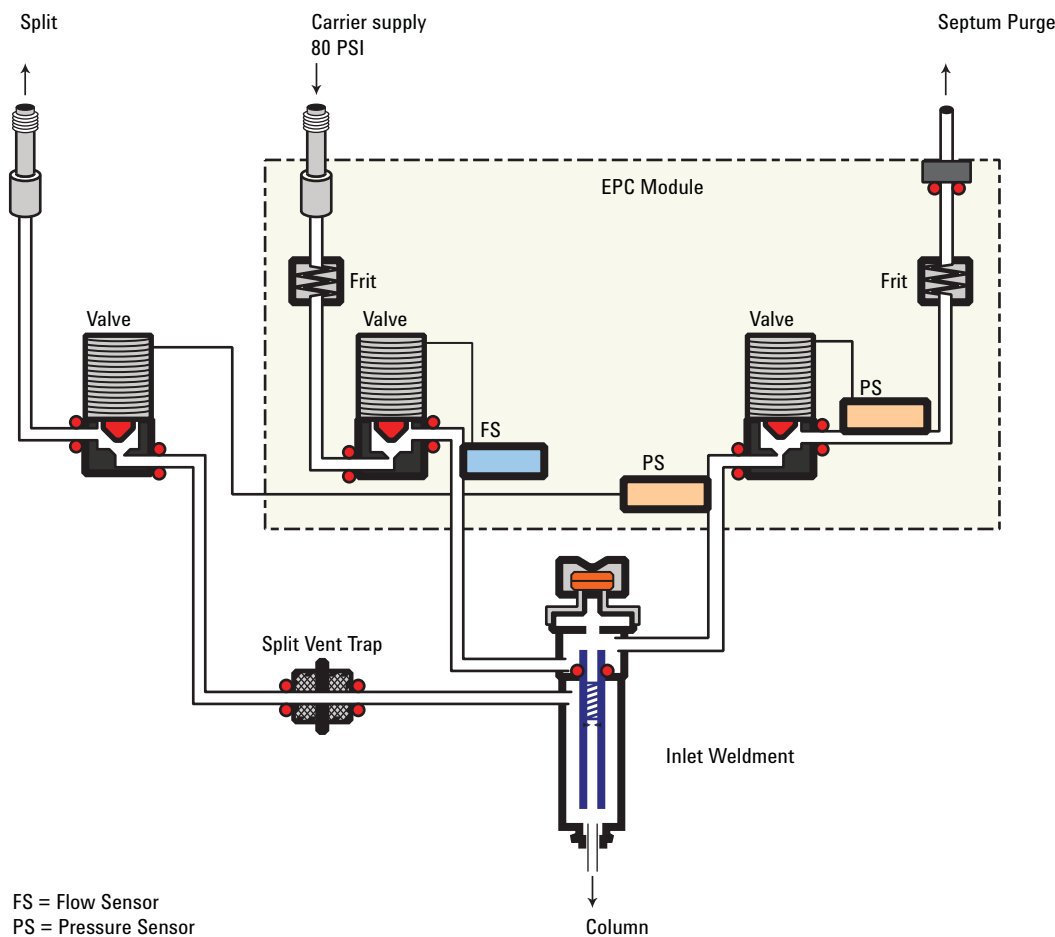 Split
Carrier supply
80 PSI
Septum Purge
EPC Module
Frit
Frit
Valve
Valve
Valve
PS
FS
PS
Split Vent Trap
Inlet Weldment
FS = Flow Sensor
PS = Pressure Sensor
Column